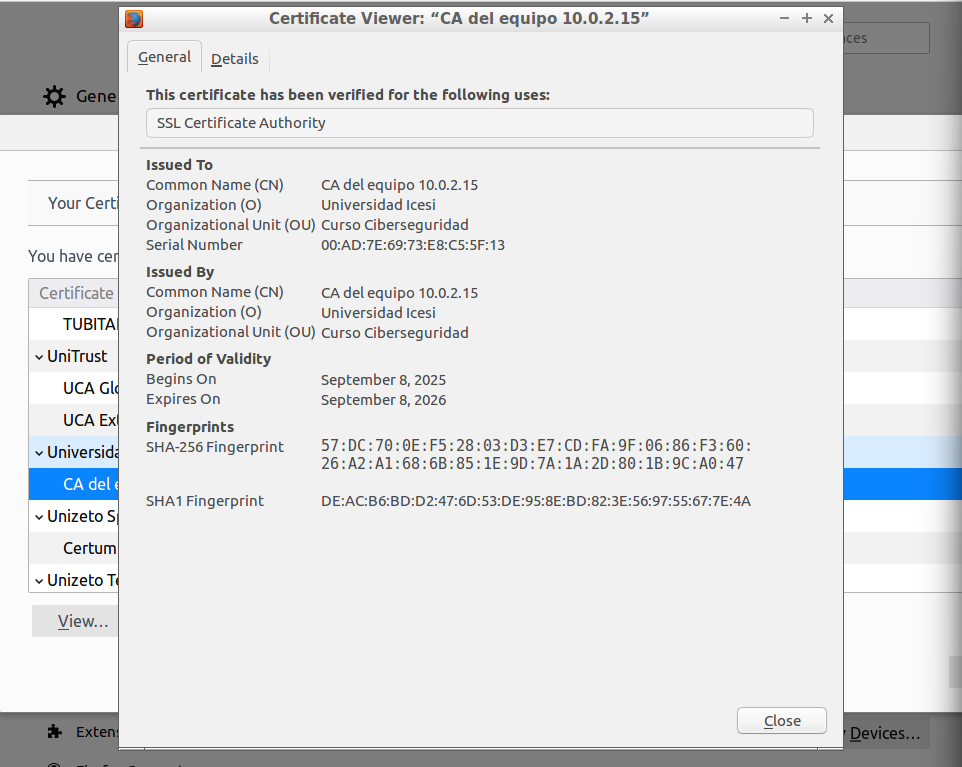 Certificate Viewer: “CA del equipo 10.0.2.15”
General
Details
This certificate has been verified for the following uses:
SSL Certificate Authority
Issued To
Common Name (CN) CA del equipo 10.0.2.15
Organization (O) Universidad Icesi
Organizational Unit (OU) Curso Ciberseguridad
Serial Number 00:AD:7E:69:73:E8:C5:5F:13
Issued By
Common Name (CN) CA del equipo 10.0.2.15
Organization (O) Universidad Icesi
Organizational Unit (OU) Curso Ciberseguridad
Period of Validity
Begins On September 8, 2025
Expires On September 8, 2026
Fingerprints
SHA-256 Fingerprint 57:DC:70:0E:F5:28:03:D3:E7:CD:FA:9F:06:86:F3:60:
26:A2:A1:68:6B:85:1E:9D:7A:1A:2D:80:1B:9C:A0:47
SHA1 Fingerprint DE:AC:B6:BD:D2:47:6D:53:DE:95:8E:BD:82:3E:56:97:55:67:7E:4A
Close
Gene
Your Certi
You have cer
Certificate
TUBITA
UniTrust
UCA Glo
UCA Ext
Universida
CA del e
Unizeto Sp
Certum
Unizeto Te
View...
Extens
Devices...